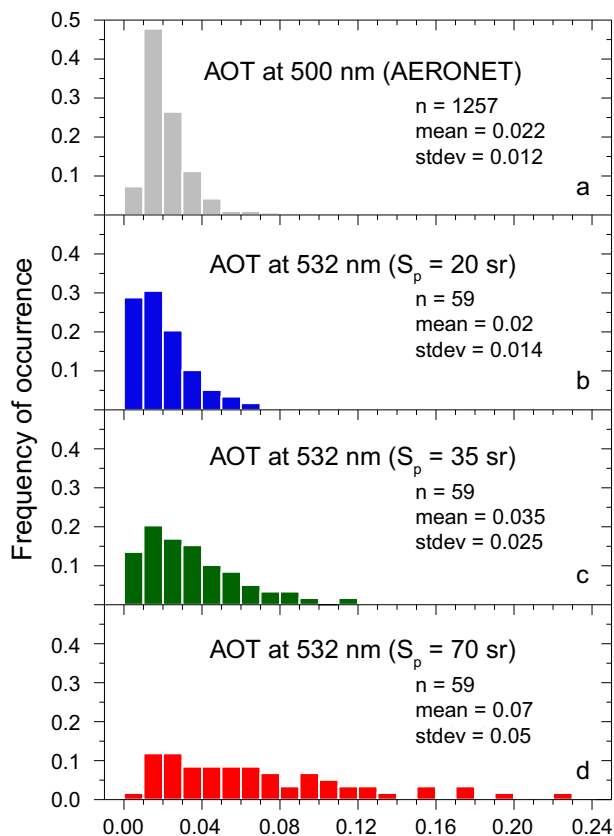 0.5
0.4
0.3
0.2
0.1
AOT at 500 nm (AERONET)
n = 1257
mean = 0.022
stdev = 0.012
a
0.4
0.3
0.2
0.1
AOT at 532 nm (Sp = 20 sr)
n = 59
mean = 0.02
stdev = 0.014
b
Frequency of occurrence
0.4
0.3
0.2
0.1
AOT at 532 nm (Sp = 35 sr)
n = 59
mean = 0.035
stdev = 0.025
c
0.4
0.3
0.2
0.1
0.0
AOT at 532 nm (Sp = 70 sr)
n = 59
mean = 0.07
stdev = 0.05
d
0.00 0.04 0.08 0.12 0.16 0.20 0.24